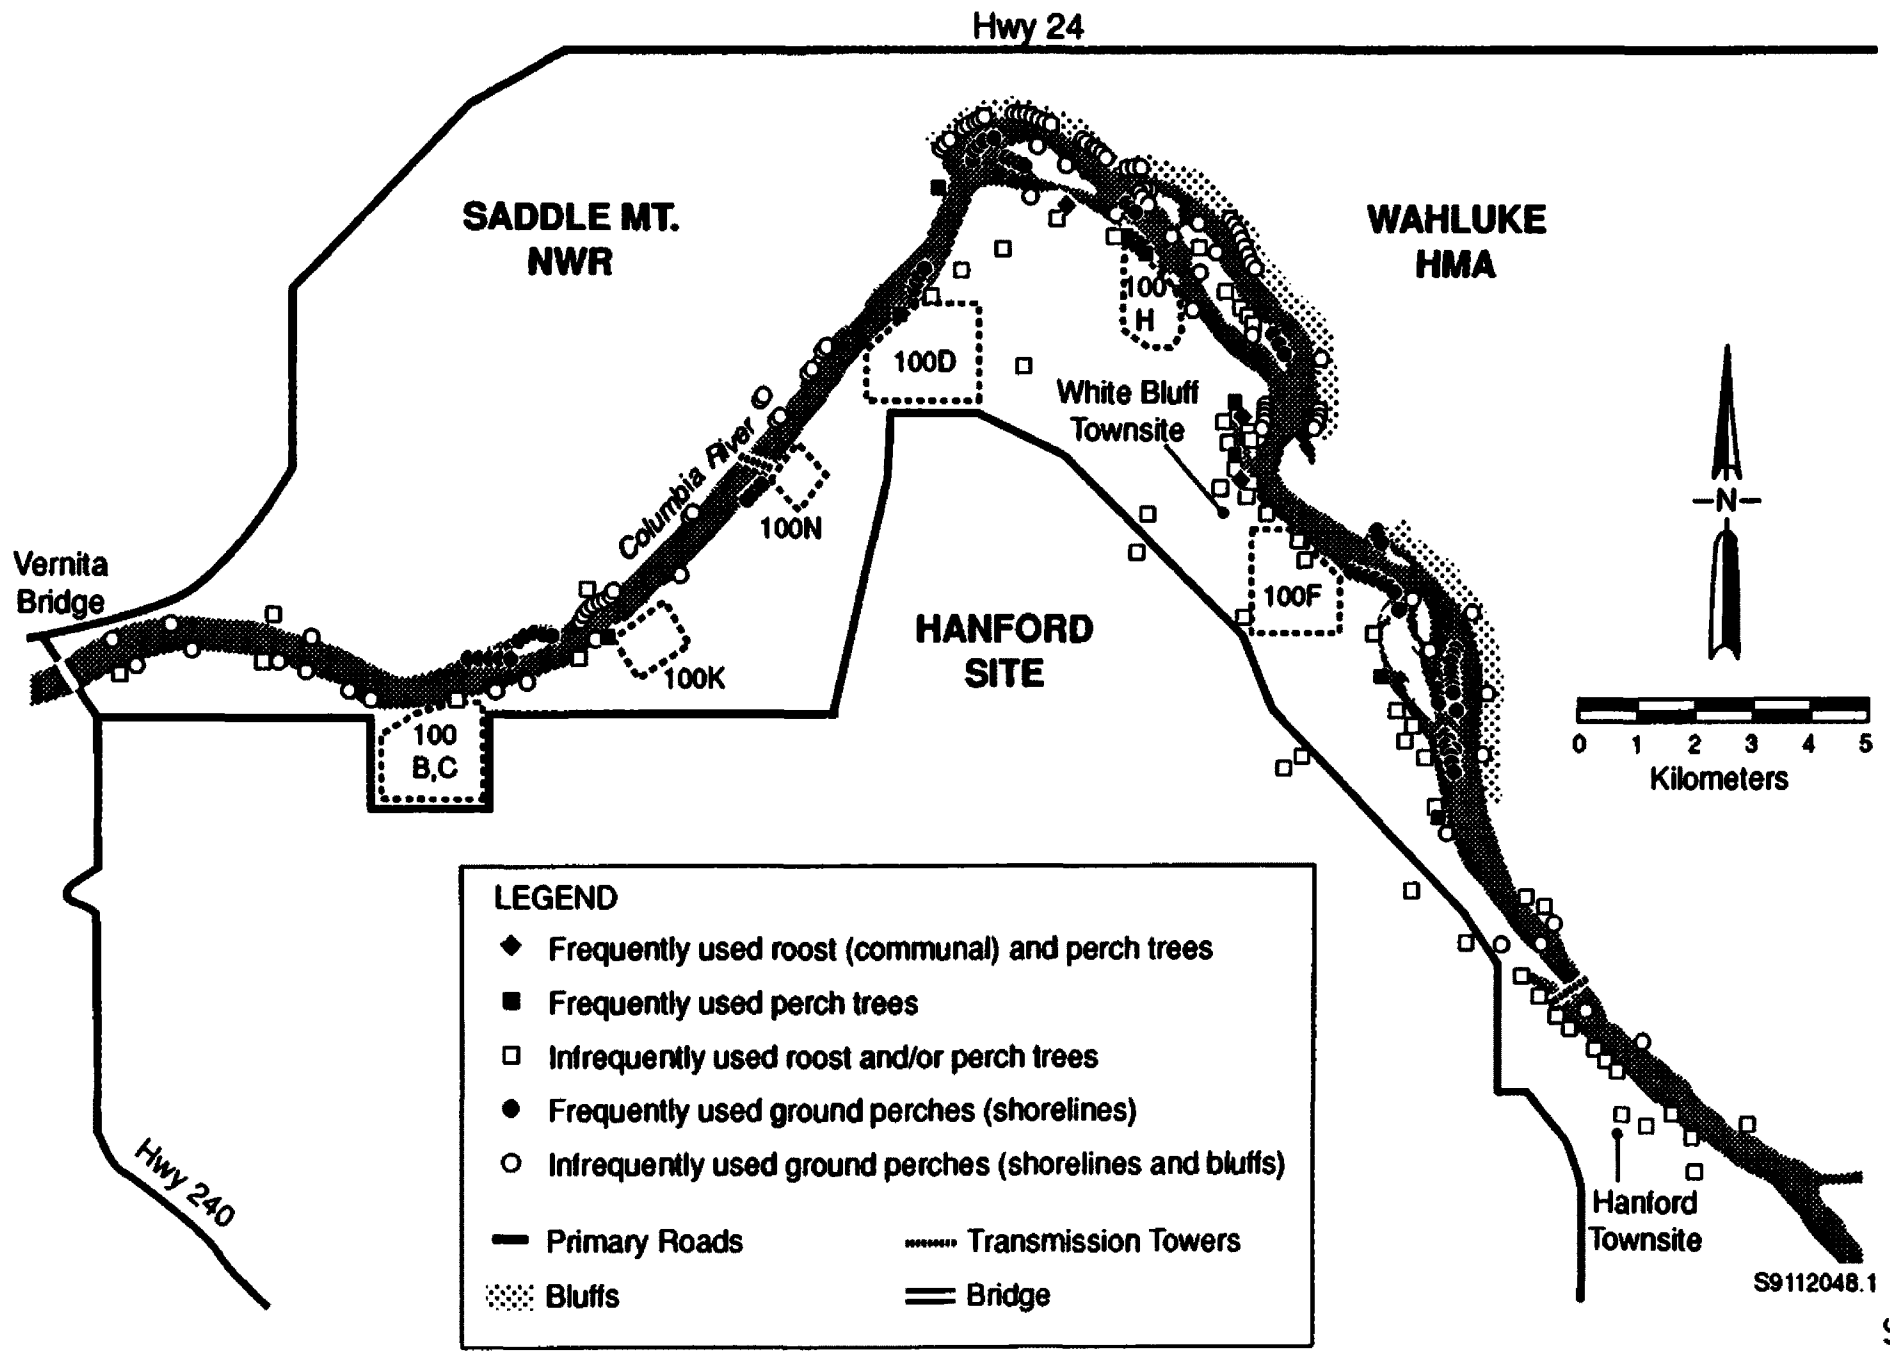 Hwy 24
SADDLE MT.
NWR
WAHLUKE
HMA
100
H
100D
White Bluff
Townsite
Columbia River
100N
N
Vernita
Bridge
100F
HANFORD
SITE
100K
100
B,C
0 1 2 3 4 5
Kilometers
LEGEND
Frequently used roost (communal) and perch trees
Frequently used perch trees
Infrequently used roost and/or perch trees
Frequently used ground perches (shorelines)
Infrequently used ground perches (shorelines and bluffs)
Primary Roads
Transmission Towers
Bluffs
Bridge
Hwy 240
Hanford
Townsite
S9112048.1